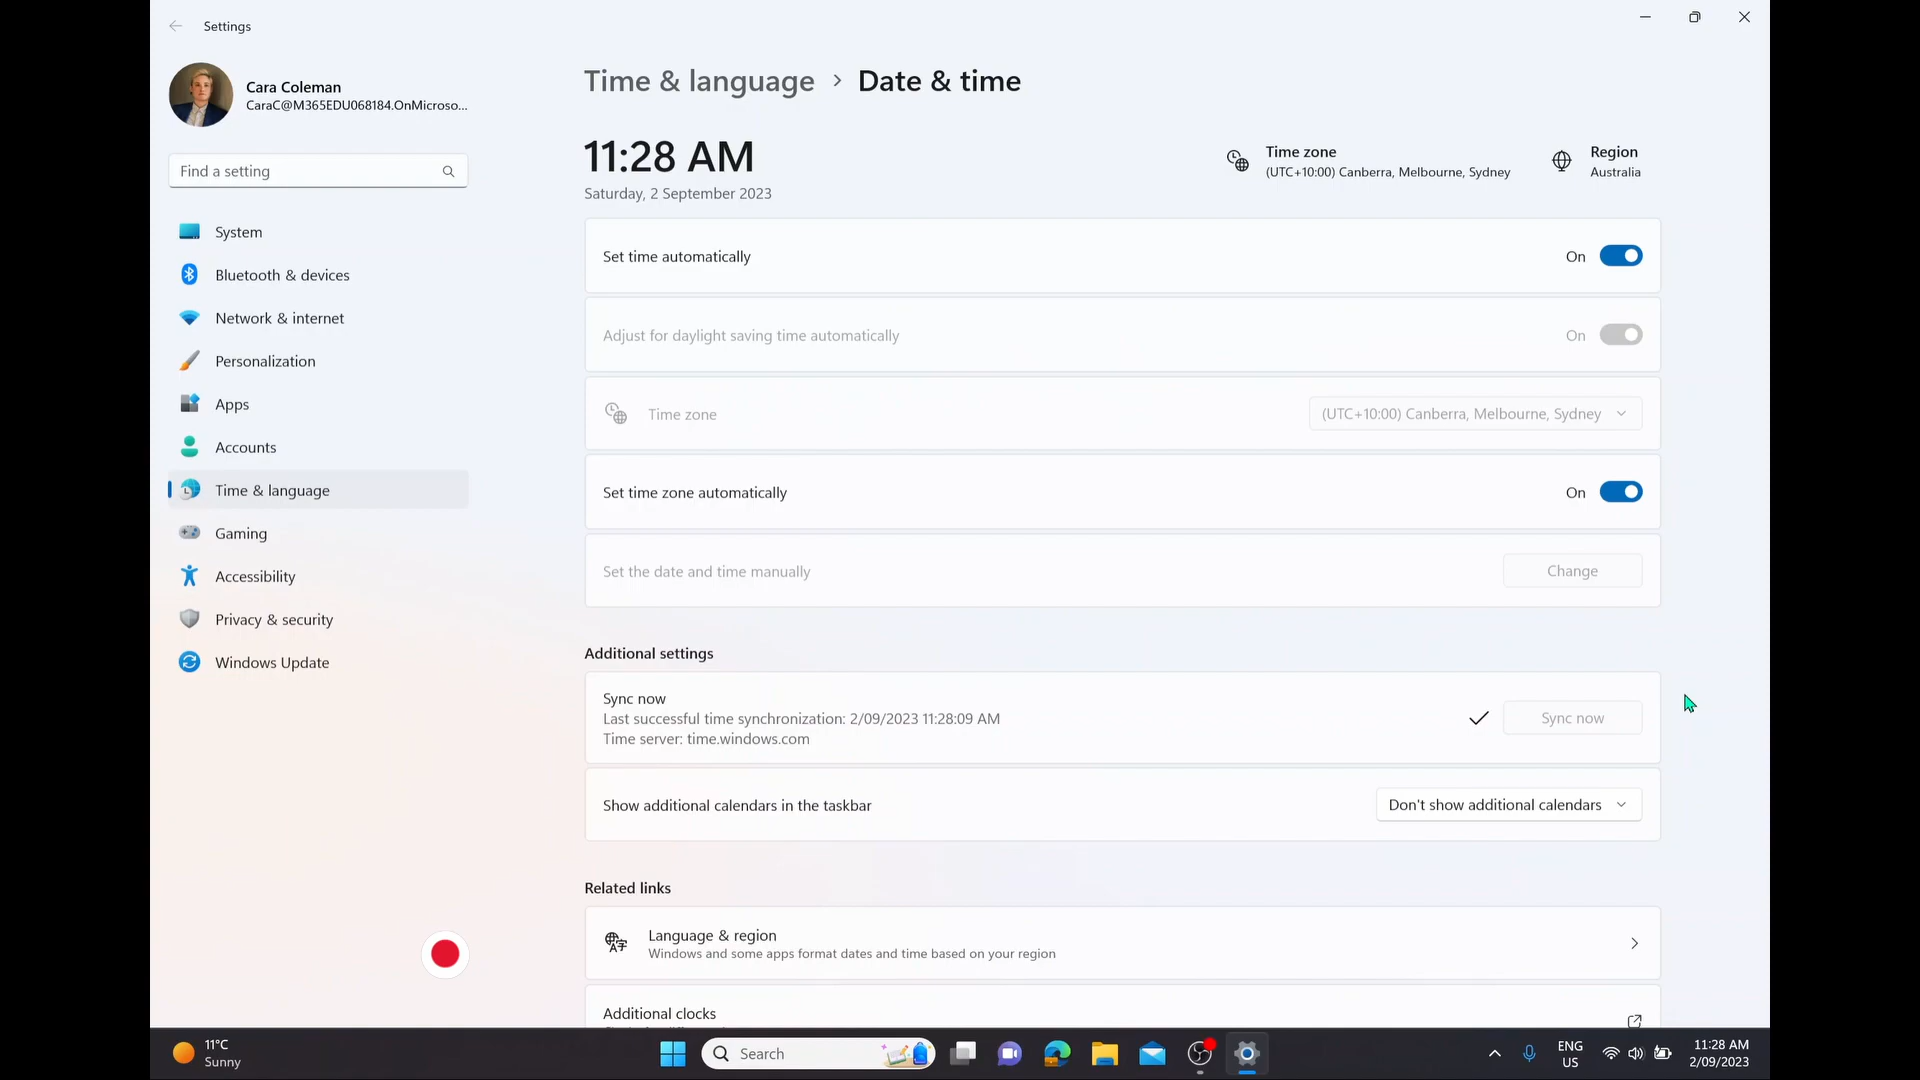 Settings
Cara Coleman
CaraC@M365EDU068184.OnMicroso...
Find a setting
System
Bluetooth & devices
Network & internet
Personalization
Apps
Accounts
Time & language
Gaming
Accessibility
Privacy & security
Windows Update
Time & language > Date & time
11:28 AM
Saturday, 2 September 2023
Time zone
(UTC+10:00) Canberra, Melbourne, Sydney
Region
Australia
Set time automatically On
Adjust for daylight saving time automatically On
Time zone (UTC+10:00) Canberra, Melbourne, Sydney
Set time zone automatically On
Set the date and time manually Change
Additional settings
Sync now
Last successful time synchronization: 2/09/2023 11:28:09 AM
Time server: time.windows.com
Sync now
Show additional calendars in the taskbar Don't show additional calendars
Related links
Language & region
Windows and some apps format dates and time based on your region
Additional clocks
11°C
Sunny
Search
ENG
US
11:28 AM
2/09/2023